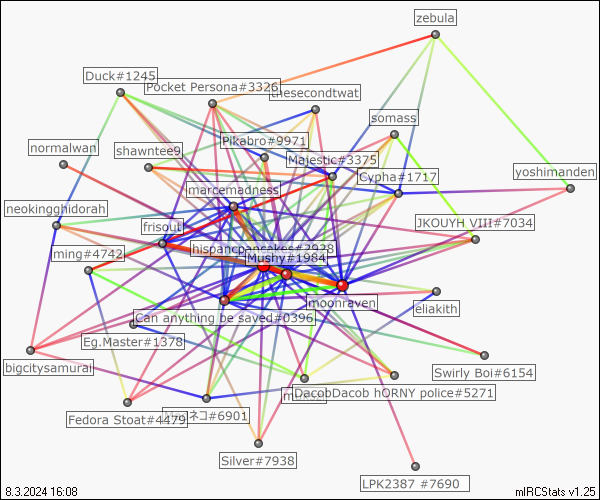 zebula
Duck#1245
Pocket Persona#3326
thesecondtwat
somass
Pikabro#9971
normalwan
shawntee9
Majestic#3375
Cypha#1717
yoshimanden
marcemadness
neokingghidorah
frisout
JKOUYH VIII#7034
hispancpancakes#2928
ming#4742
Mushy#1984
moonraven
Can anything be saved#0396
eliakith
Eg.Master#1378
bigcitysamurai
Swirly Boi#6154
DacobDacob hORNY police#5271
Fedora Stoat#4479
ネコ#6901
Silver#7938
LPK2387 #7690
8.3.2024 16:08
mIRCStats v1.25